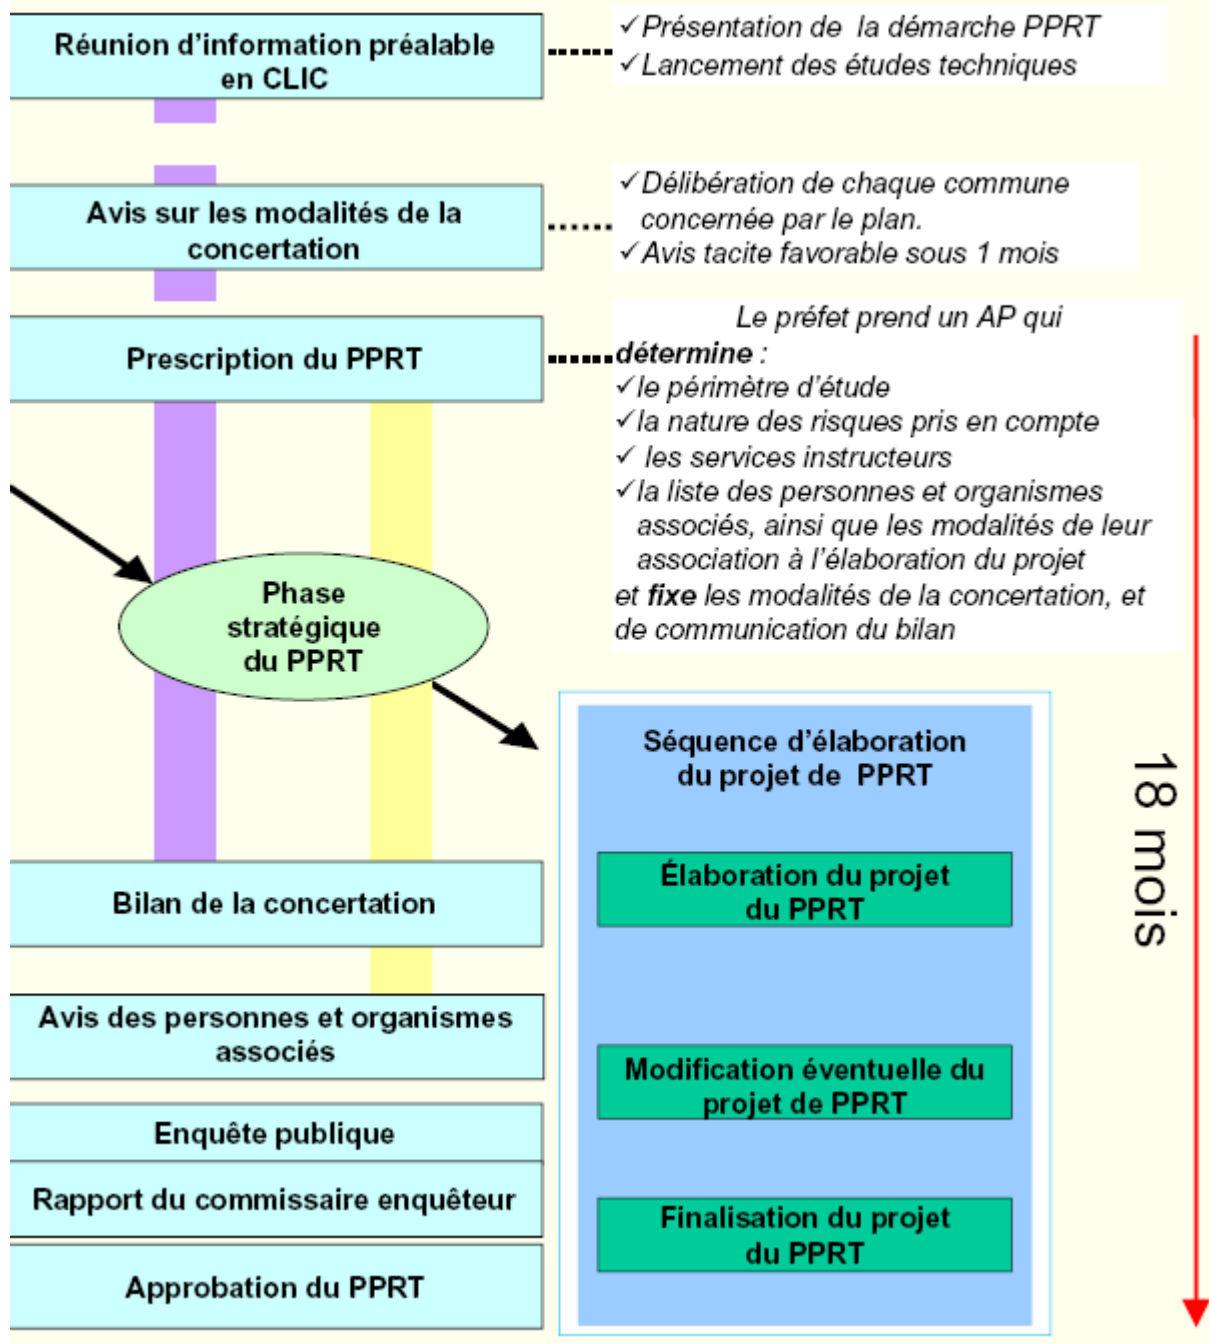 Réunion d'information préalable
en CLIC
✓Présentation de la démarche PPRT
✓Lancement des études techniques
Avis sur les modalités de la
concertation
✓Délibération de chaque commune
concernée par le plan.
✓Avis tacite favorable sous 1 mois
Prescription du PPRT
Le préfet prend un AP qui
détermine :
✓le périmètre d'étude
✓la nature des risques pris en compte
✓ les services instructeurs
✓la liste des personnes et organismes
associés, ainsi que les modalités de leur
association à l'élaboration du projet
et fixe les modalités de la concertation, et
de communication du bilan
Phase
stratégique
du PPRT
Séquence d'élaboration
du projet de PPRT
18 mois
Élaboration du projet
du PPRT
Bilan de la concertation
Avis des personnes et organismes
associés
Modification éventuelle du
projet de PPRT
Enquête publique
Rapport du commissaire enquêteur
Finalisation du projet
du PPRT
Approbation du PPRT